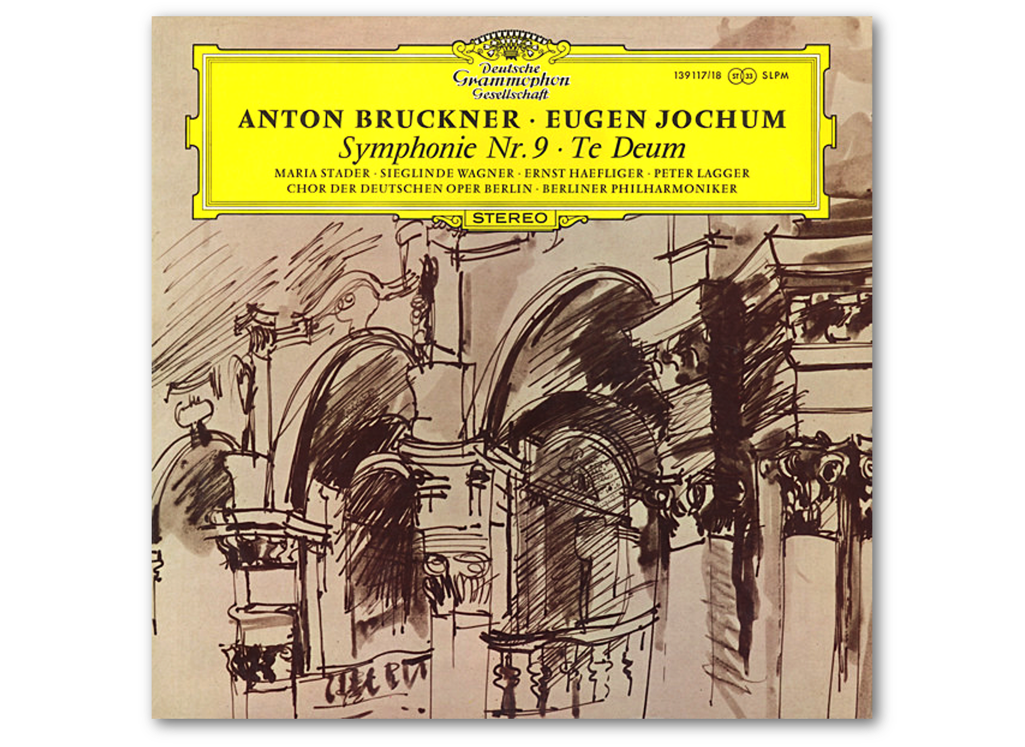 Deutsche
Grammophon
Gesellschaft
139117/18 ST 33 SLPM
ANTON BRUCKNER · EUGEN JOCHUM
Symphonie Nr. 9 · Te Deum
MARIA STADER · SIEGLINDE WAGNER · ERNST HAEFLIGER · PETER LAGGER
CHOR DER DEUTSCHEN OPER BERLIN · BERLINER PHILHARMONIKER
STEREO